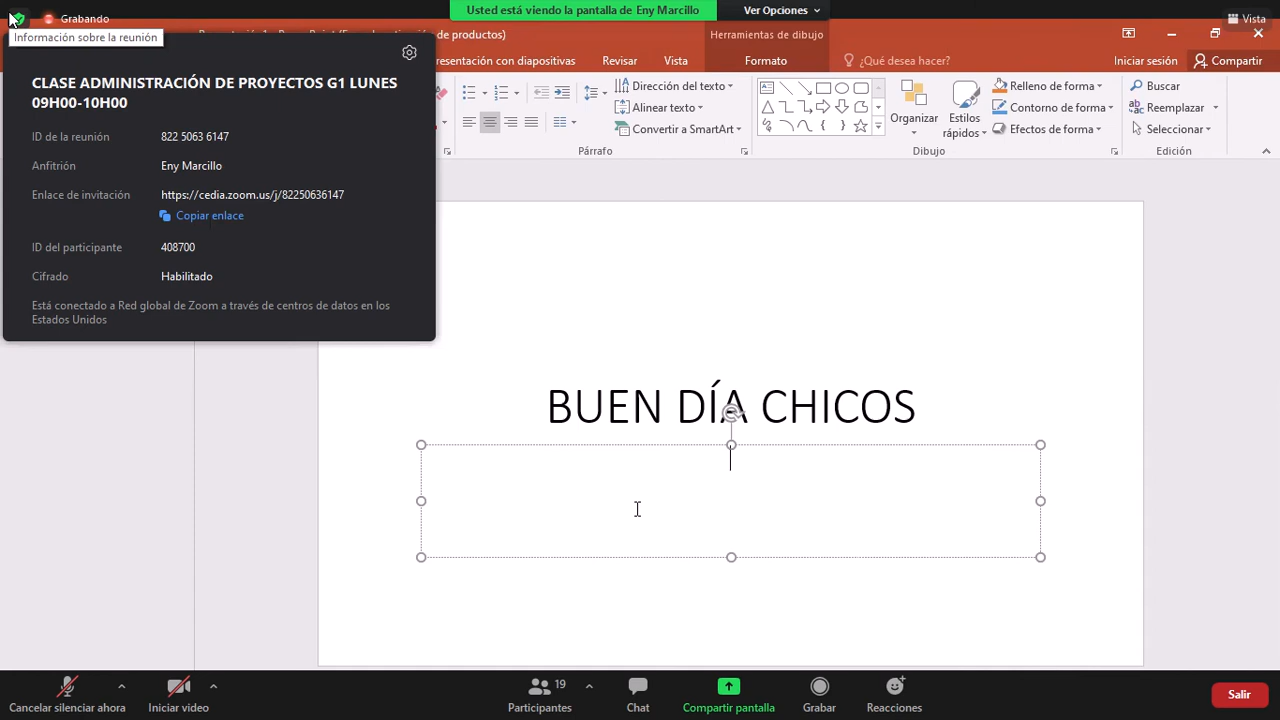 Grabando
Usted está viendo la pantalla de Eny Marcillo
Ver Opciones
Vista
Información sobre la reunión
de productos)
Herramientas de dibujo
CLASE ADMINISTRACIÓN DE PROYECTOS G1 LUNES
09H00-10H00
ID de la reunión 822 5063 6147
Anfitrión Eny Marcillo
Enlace de invitación https://cedia.zoom.us/j/82250636147
Copiar enlace
ID del participante 408700
Cifrado Habilitado
Está conectado a Red global de Zoom a través de centros de datos en los
Estados Unidos
con diapositivas Vista Formato ¿Qué desea hacer? Iniciar sesión Compartir
Dirección del texto
Alinear texto
Convertir a SmartArt
Párrafo
Organizar
Estilos
rápidos
Relleno de forma
Contorno de forma
Efectos de forma
Dibujo
Buscar
Reemplazar
Seleccionar
Edición
BUEN DÍA CHICOS
Cancelar silenciar ahora
Iniciar video
19
Participantes
Chat
Compartir pantalla
Grabar
Reacciones
Salir